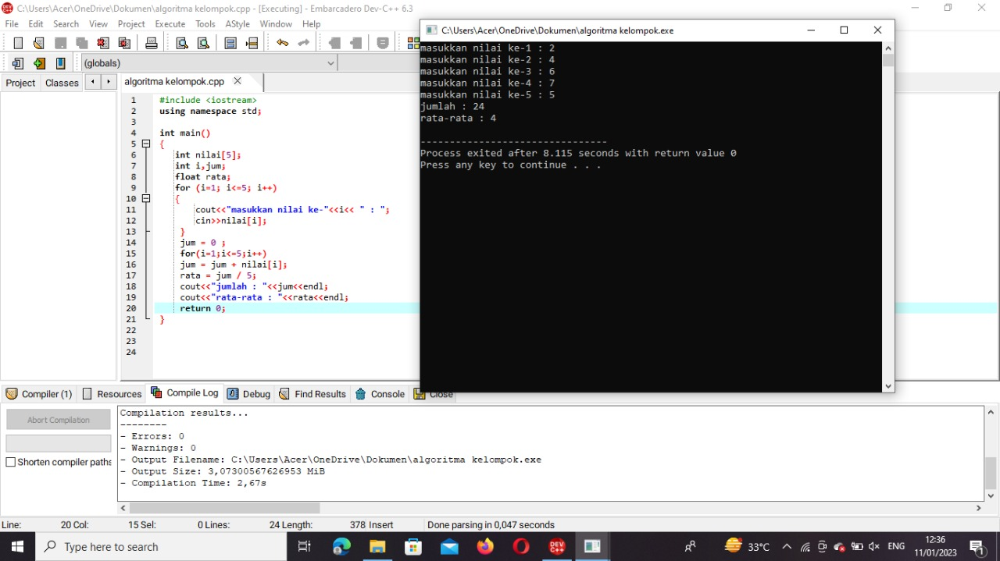 C:\Users\Acer\OneDrive\Dokumen\algoritma kelompok.cpp - [Executing] - Embarcadero Dev-C++ 6.3
File Edit Search View Project Execute Tools AStyle Window Help
(globals)
Project Classes algoritma kelompok.cpp
1 #include <iostream>
2 using namespace std;
3
4 int main()
5 {
6 int nilai[5];
7 int i,jum;
8 float rata;
9 for (i=1; i<=5; i++)
10 {
11 cout<<"masukkan nilai ke-"<<i<< " : ";
12 cin>>nilai[i];
13 }
14 jum = 0 ;
15 for(i=1;i<=5;i++)
16 jum = jum + nilai[i];
17 rata = jum / 5;
18 cout<<"jumlah : "<<jum<<endl;
19 cout<<"rata-rata : "<<rata<<endl;
20 return 0;
21 }
22
23
24
C:\Users\Acer\OneDrive\Dokumen\algoritma kelompok.exe
masukkan nilai ke-1 : 2
masukkan nilai ke-2 : 4
masukkan nilai ke-3 : 6
masukkan nilai ke-4 : 7
masukkan nilai ke-5 : 5
jumlah : 24
rata-rata : 4
--------------------------------
Process exited after 8.115 seconds with return value 0
Press any key to continue . . .
Compiler (1) Resources Compile Log Debug Find Results Console Close
Abort Compilation
Shorten compiler paths
Compilation results...
--------
- Errors: 0
- Warnings: 0
- Output Filename: C:\Users\Acer\OneDrive\Dokumen\algoritma kelompok.exe
- Output Size: 3,07300567626953 MiB
- Compilation Time: 2,67s
Line: 20 Col: 15 Sel: 0 Lines: 24 Length: 378 Insert Done parsing in 0,047 seconds
Type here to search
DEV C++
33°C
ENG
12:36
11/01/2023
1